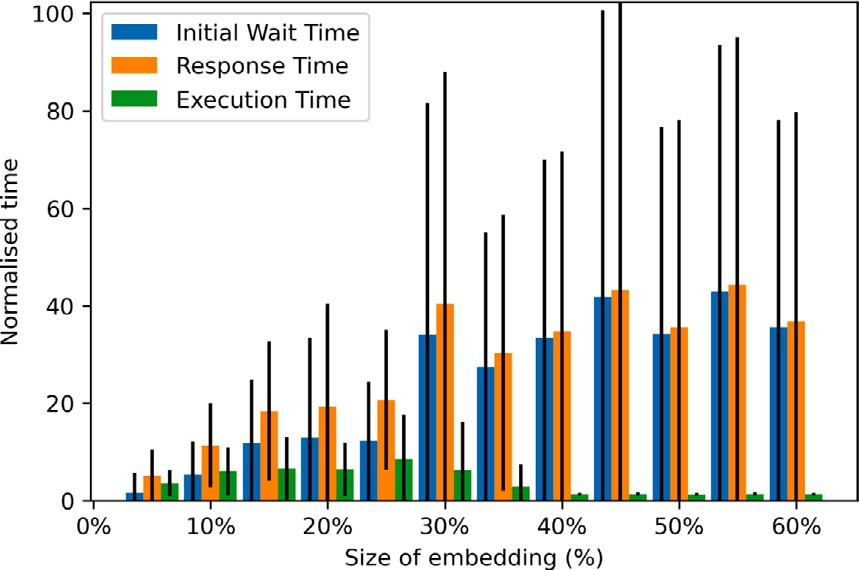 100
80
60
40
20
0
Normalised time
Initial Wait Time
Response Time
Execution Time
0% 10% 20% 30% 40% 50% 60%
Size of embedding (%)